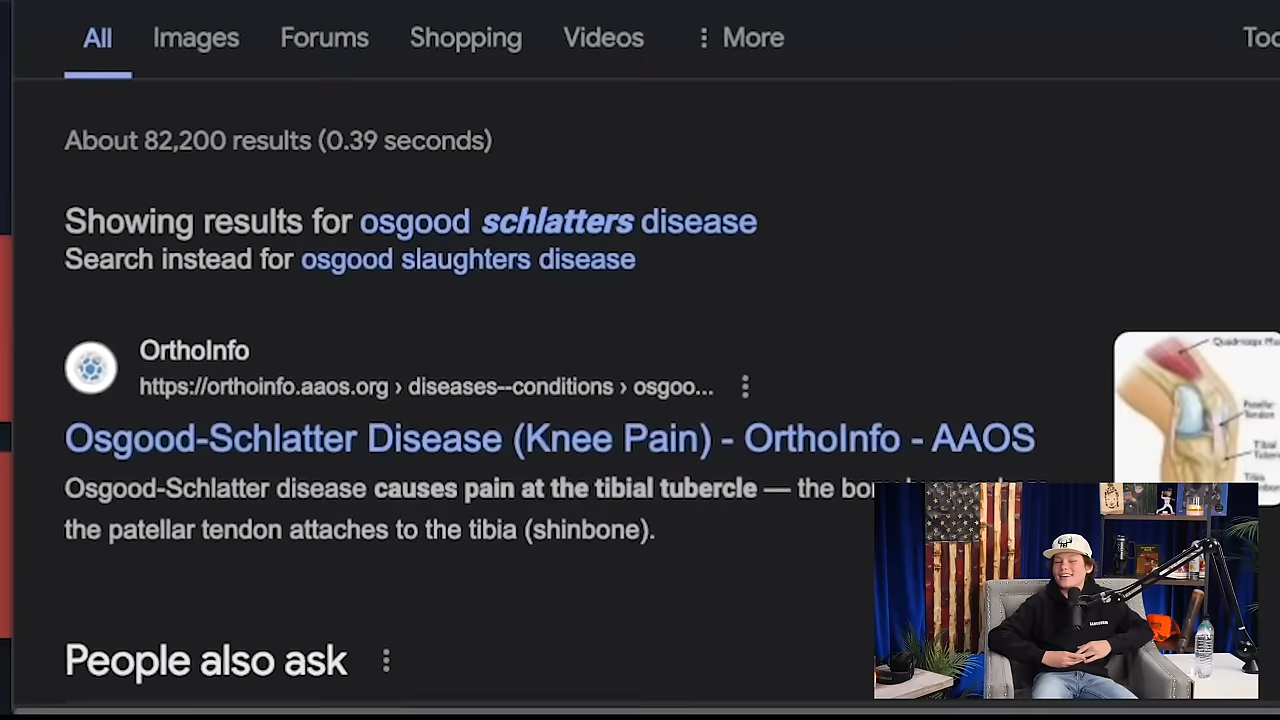 All Images Forums Shopping Videos More
About 82,200 results (0.39 seconds)
Showing results for osgood schlatters disease
Search instead for osgood slaughters disease
OrthoInfo
https://orthoinfo.aaos.org › diseases--conditions › osgoo...
Osgood-Schlatter Disease (Knee Pain) - OrthoInfo - AAOS
Osgood-Schlatter disease causes pain at the tibial tubercle — the
the patellar tendon attaches to the tibia (shinbone).
People also ask